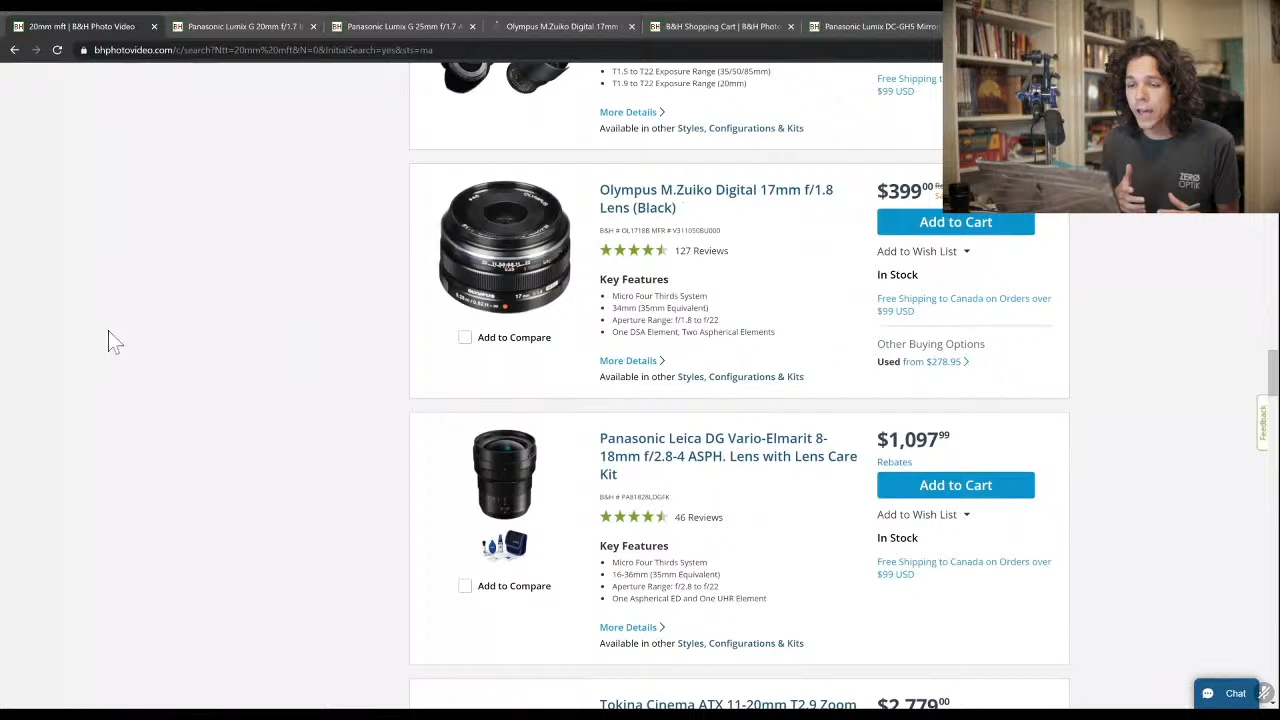 20mm mft | B&H Photo Video
Panasonic Lumix G 20mm f/1.7 I
Panasonic Lumix G 25mm f/1.7 A
Olympus M.Zuiko Digital 17mm
B&H Shopping Cart | B&H Phot
Panasonic Lumix DC-GH5 Mirror
bhphotovideo.com/c/search?Ntt=20mm%20mft&N=0&InitialSearch=yes&sts=ma
T1.5 to T22 Exposure Range (35/50/85mm)
T1.9 to T22 Exposure Range (20mm)
Free Shipping t
$99 USD
More Details >
Available in other Styles, Configurations & Kits
Olympus M.Zuiko Digital 17mm f/1.8
Lens (Black)
B&H # OL1718B MFR # V311050BU000
127 Reviews
Key Features
Micro Four Thirds System
34mm (35mm Equivalent)
Aperture Range: f/1.8 to f/22
One DSA Element, Two Aspherical Elements
More Details >
Available in other Styles, Configurations & Kits
Add to Compare
$399.00
Add to Cart
Add to Wish List
In Stock
Free Shipping to Canada on Orders over
$99 USD
Other Buying Options
Used from $278.95 >
Panasonic Leica DG Vario-Elmarit 8-
18mm f/2.8-4 ASPH. Lens with Lens Care
Kit
B&H # PA81828LDGFK
46 Reviews
Key Features
Micro Four Thirds System
16-36mm (35mm Equivalent)
Aperture Range: f/2.8 to f/22
One Aspherical ED and One UHR Element
More Details >
Available in other Styles, Configurations & Kits
Add to Compare
$1,097.99
Rebates
Add to Cart
Add to Wish List
In Stock
Free Shipping to Canada on Orders over
$99 USD
Tokina Cinema ATX 11-20mm T2.9 Zoom
$2,779.00
Feedback
Chat
ZERØ
OPTIK